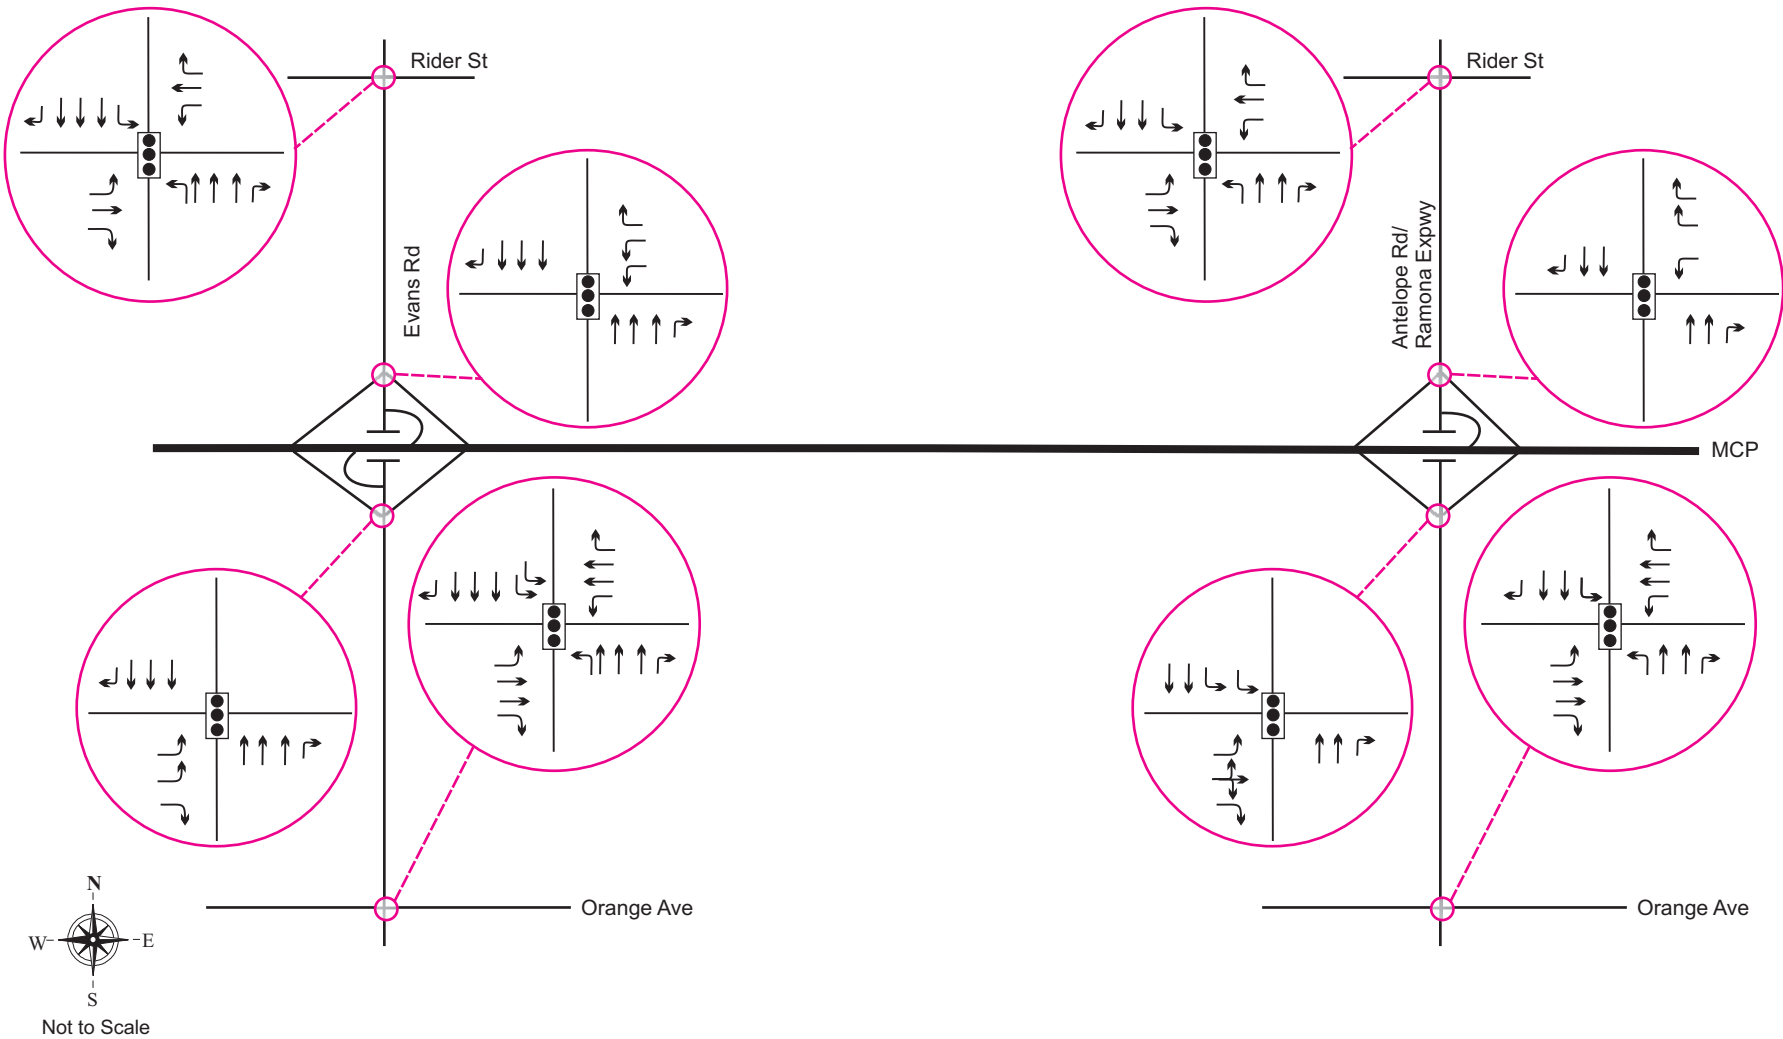 Rider St
Rider St
Evans Rd
Antelope Rd/
Ramona Expwy
MCP
Orange Ave
Orange Ave
N
W
E
S
Not to Scale